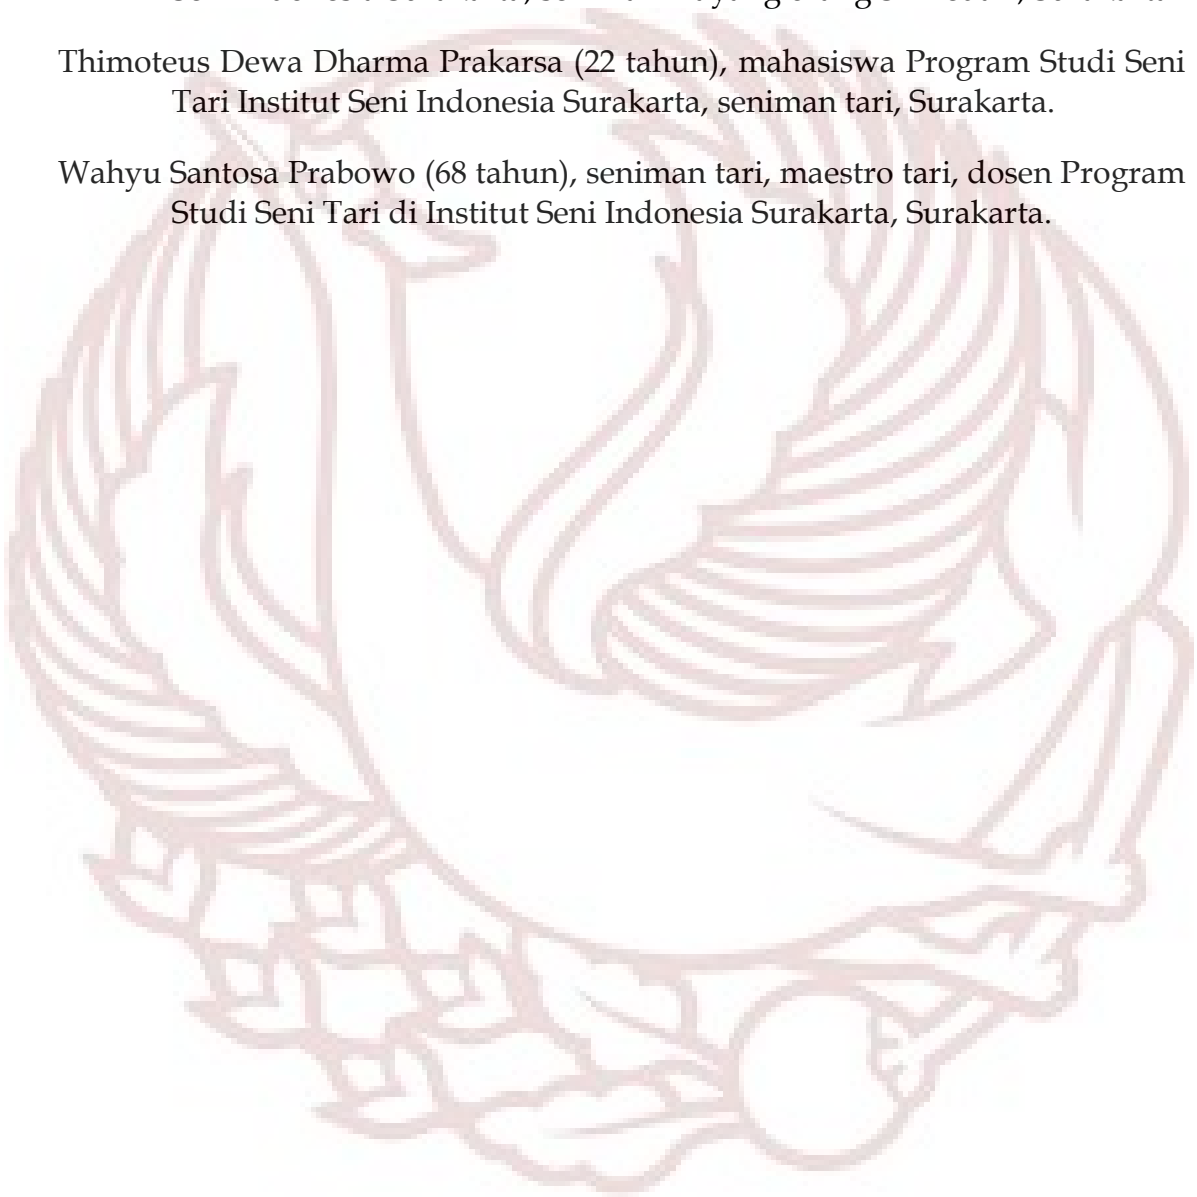 Thimoteus Dewa Dharma Prakarsa (22 tahun), mahasiswa Program Studi Seni
Tari Institut Seni Indonesia Surakarta, seniman tari, Surakarta.
Wahyu Santosa Prabowo (68 tahun), seniman tari, maestro tari, dosen Program
Studi Seni Tari di Institut Seni Indonesia Surakarta, Surakarta.